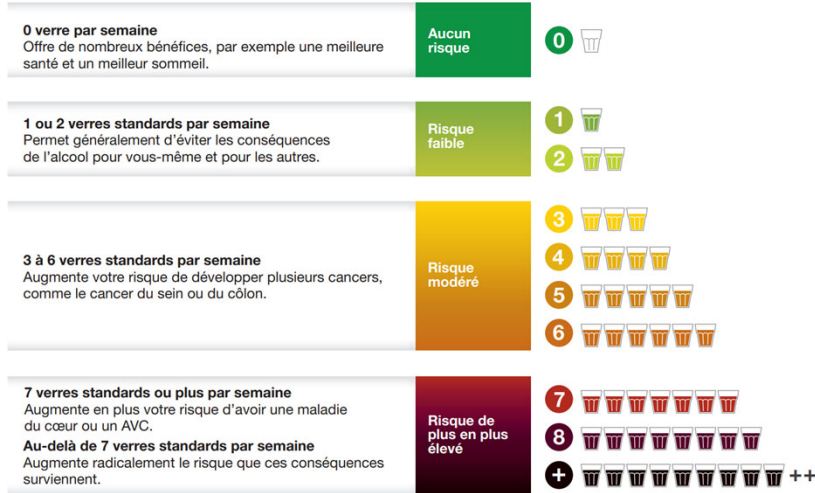 0 verre par semaine
Offre de nombreux bénéfices, par exemple une meilleure
santé et un meilleur sommeil.
Aucun
risque
0
1 ou 2 verres standards par semaine
Permet généralement d'éviter les conséquences
de l'alcool pour vous-même et pour les autres.
Risque
faible
1
2
3 à 6 verres standards par semaine
Augmente votre risque de développer plusieurs cancers,
comme le cancer du sein ou du côlon.
Risque
modéré
3
4
5
6
7 verres standards ou plus par semaine
Augmente en plus votre risque d'avoir une maladie
du cœur ou un AVC.
Au-delà de 7 verres standards par semaine
Augmente radicalement le risque que ces conséquences
surviennent.
Risque de
plus en plus
élevé
7
8
+ ++